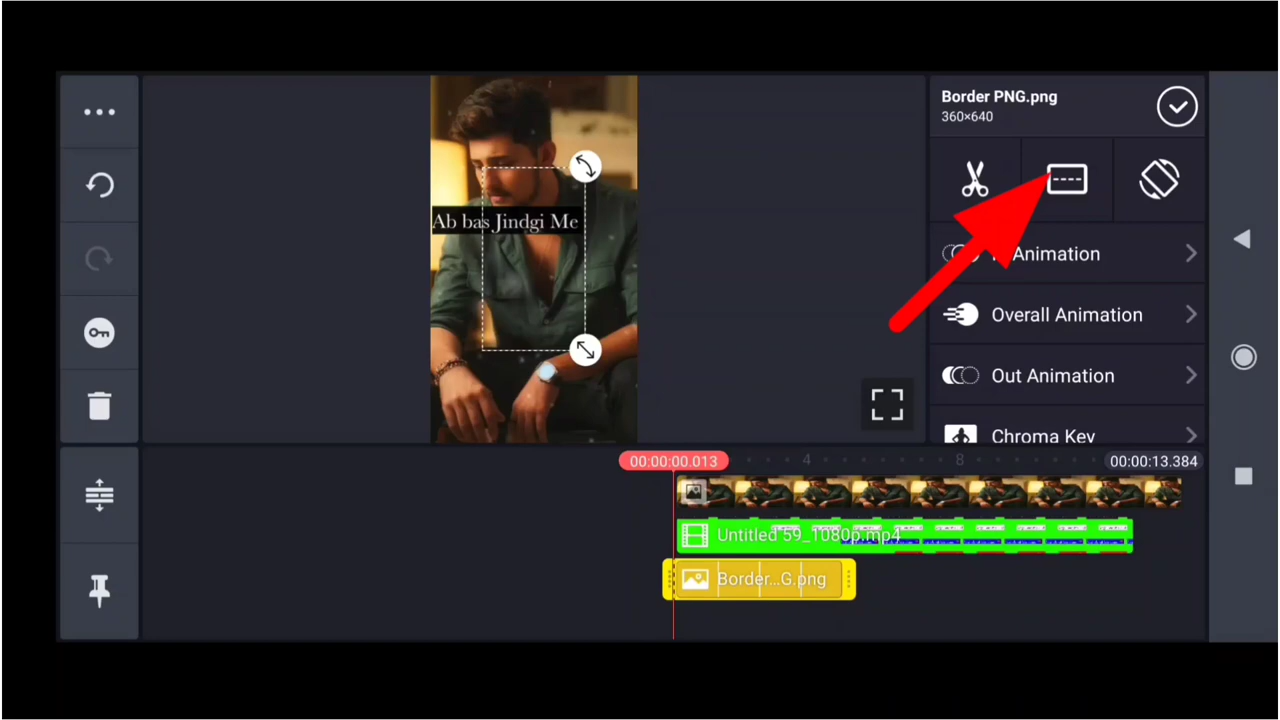 Border PNG.png
360×640
Ab bas Jindgi Me
Animation
Overall Animation
Out Animation
Chroma Key
00:00:00.013
4
8
00:00:13.384
Untitled 59_1080p.mp4
Border...G.png